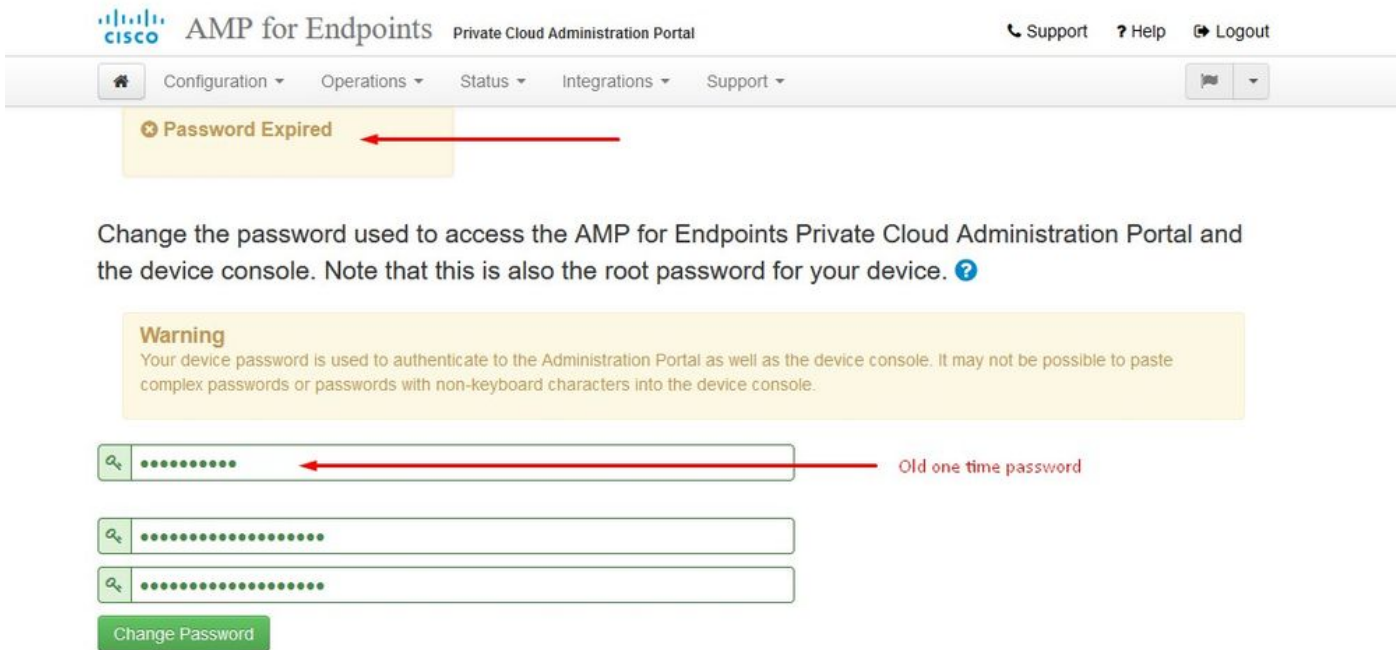 CISCO AMP for Endpoints Private Cloud Administration Portal Support ? Help Logout
Configuration Operations Status Integrations Support
Password Expired
Change the password used to access the AMP for Endpoints Private Cloud Administration Portal and
the device console. Note that this is also the root password for your device.
Warning
Your device password is used to authenticate to the Administration Portal as well as the device console. It may not be possible to paste
complex passwords or passwords with non-keyboard characters into the device console.
Old one time password
Change Password